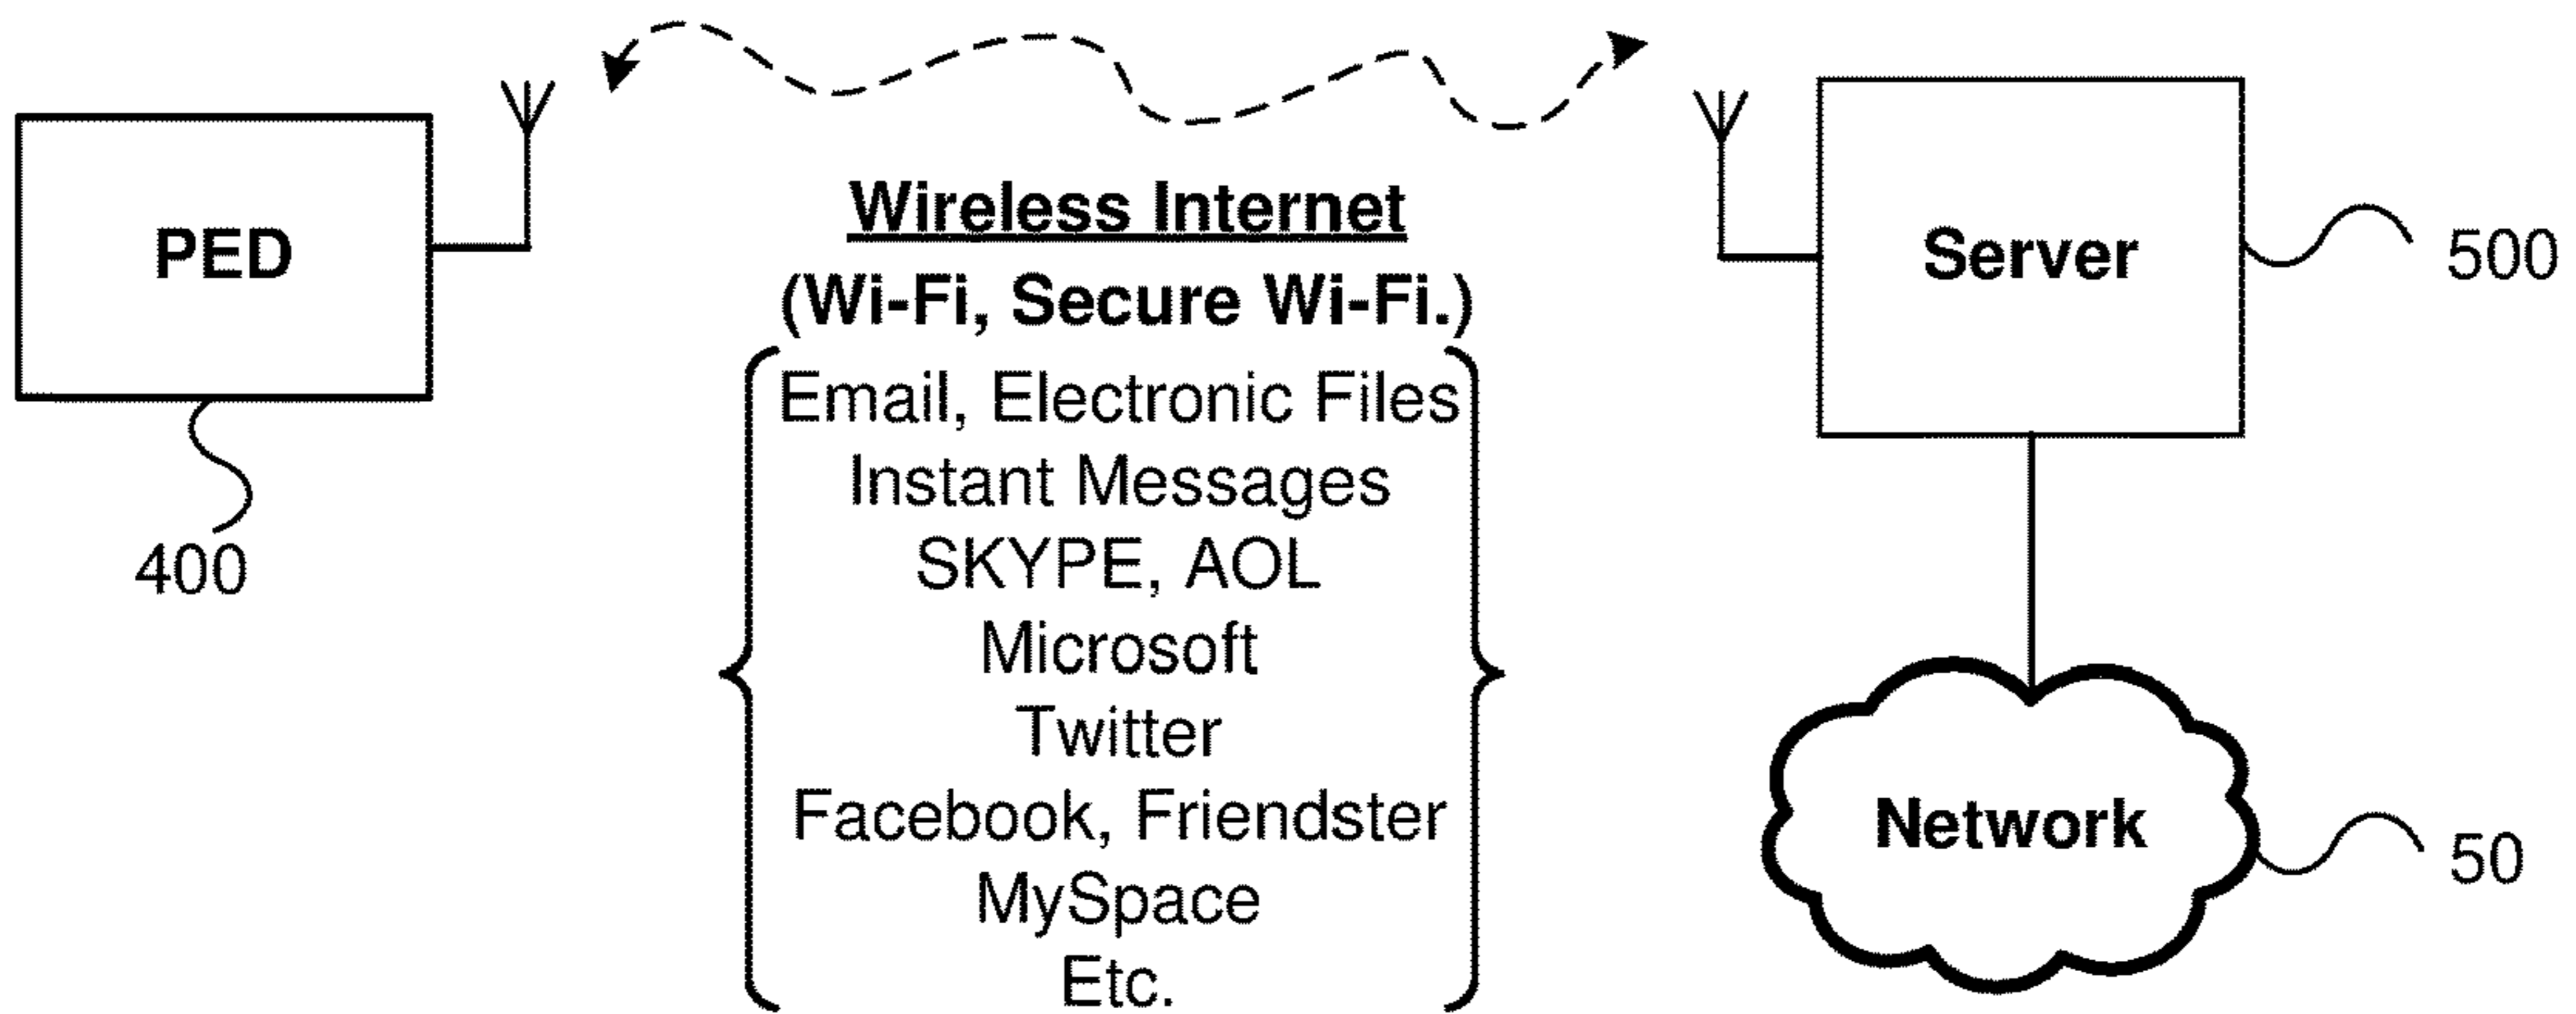 PED
400
Wireless Internet
(Wi-Fi, Secure Wi-Fi.)
Email, Electronic Files
Instant Messages
SKYPE, AOL
Microsoft
Twitter
Facebook, Friendster
MySpace
Etc.
Server
500
Network
50